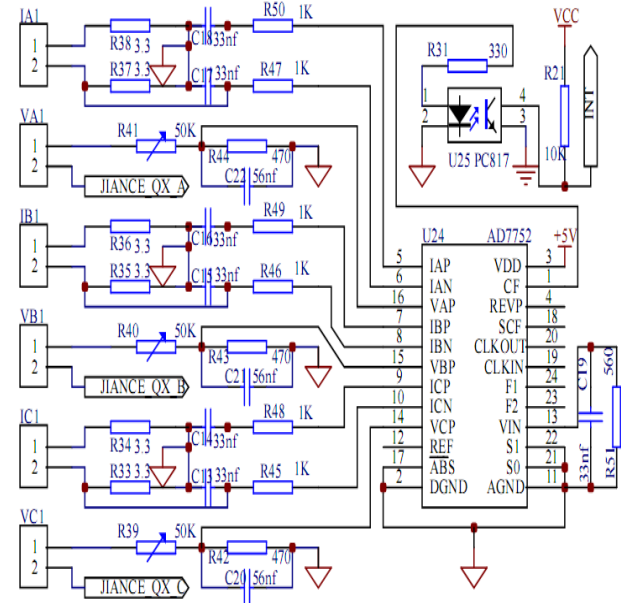 IA1
1
2
R38 3.3
R37 3.3
C18 33nf
C17 33nf
R50 1K
R47 1K
VA1
1
2
R41 50K
R44 470
C22 56nf
JIANCE_QX_A
IB1
1
2
R36 3.3
R35 3.3
C16 33nf
C15 33nf
R49 1K
R46 1K
VB1
1
2
R40 50K
R43 470
C21 56nf
JIANCE_QX_B
IC1
1
2
R34 3.3
R33 3.3
C14 33nf
C13 33nf
R48 1K
R45 1K
VC1
1
2
R39 50K
R42 470
C20 56nf
JIANCE_QX_C
R31 330
1 4
2 3
U25 PC817
VCC
R21
10K
INT
U24 AD7752
+5V
5 IAP VDD 3
6 IAN CF 1
16 VAP REVP 4
7 IBP SCF 18
8 IBN CLKOUT 20
15 VBP CLKIN 19
9 ICP F1 24
10 ICN F2 23
14 VCP VIN 13
12 REF S1 22
17 ABS S0 21
2 DGND AGND 11
C19
33nf
560
R51